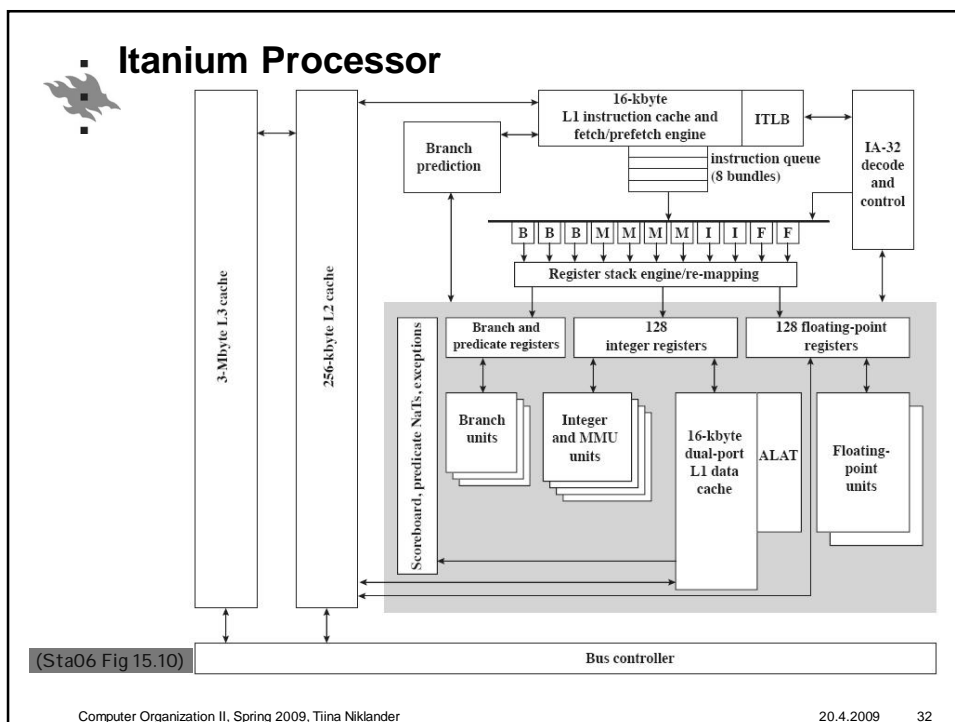 Itanium Processor
16-kbyte
L1 instruction cache and
fetch/prefetch engine
ITLB
IA-32
decode
and
control
Branch
prediction
instruction queue
(8 bundles)
B B B M M M M I I F F
Register stack engine/re-mapping
3-Mbyte L3 cache
256-kbyte L2 cache
Scoreboard, predicate NaTs, exceptions
Branch and
predicate registers
128
integer registers
128 floating-point
registers
Branch
units
Integer
and MMU
units
16-kbyte
dual-port
L1 data
cache
ALAT
Floating-
point
units
Bus controller
(Sta06 Fig 15.10)
Computer Organization II, Spring 2009, Tiina Niklander
20.4.2009 32